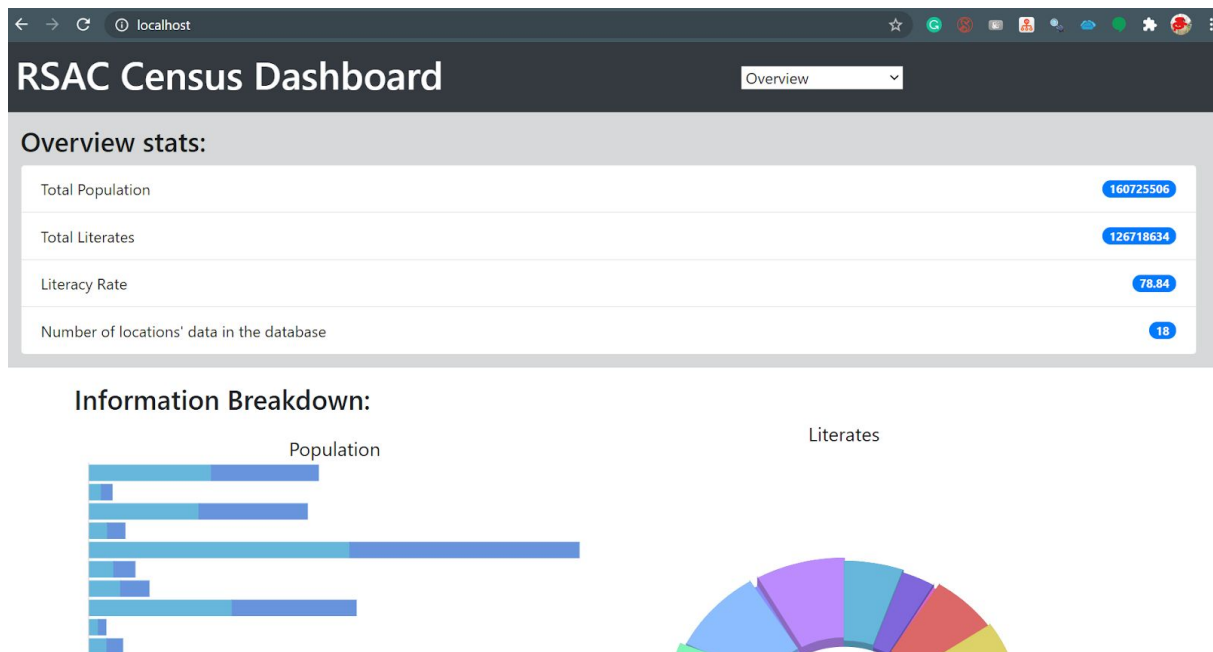 localhost
RSAC Census Dashboard
Overview
Overview stats:
Total Population 160725506
Total Literates 126718634
Literacy Rate 78.84
Number of locations' data in the database 18
Information Breakdown:
Population
Literates